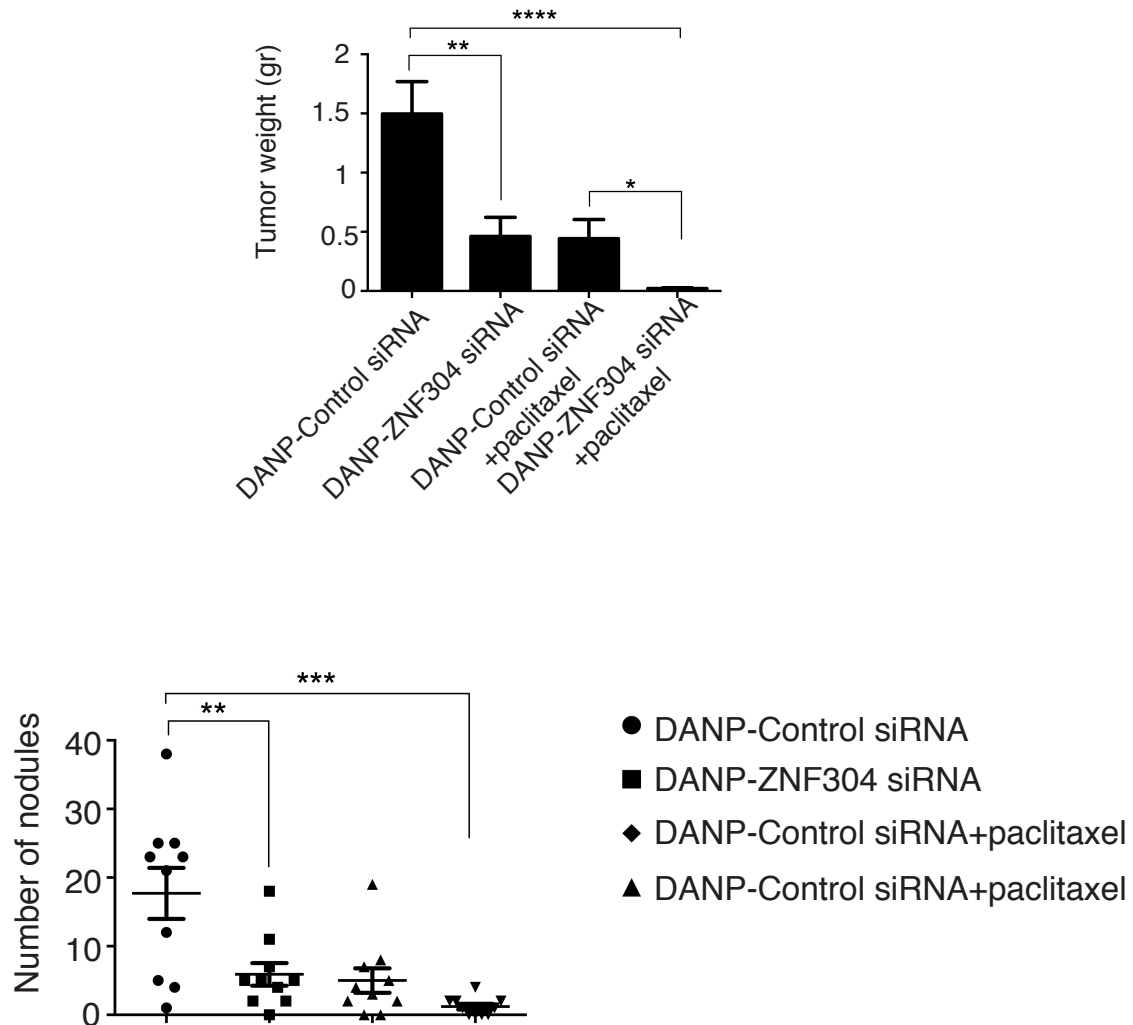 ****
**
2
1.5
1
0.5
0
Tumor weight (gr)
*
DANP-Control siRNA
DANP-ZNF304 siRNA
DANP-Control siRNA
+paclitaxel
DANP-ZNF304 siRNA
+paclitaxel
***
**
40
30
20
10
0
Number of nodules
DANP-Control siRNA
DANP-ZNF304 siRNA
DANP-Control siRNA+paclitaxel
DANP-Control siRNA+paclitaxel